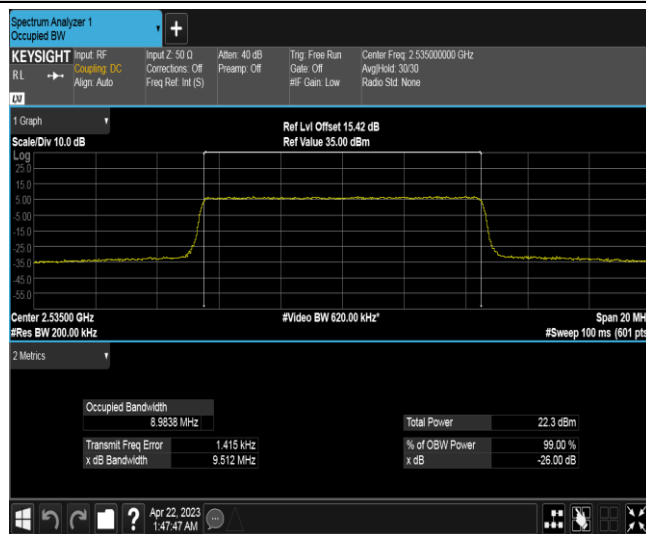 Spectrum Analyzer 1
Occupied BW
+
KEYSIGHT
RL
LXI
Input: RF
Coupling: DC
Align: Auto
Input Z: 50 Ω
Corrections: Off
Freq Ref: Int (S)
Atten: 40 dB
Preamp: Off
Trig: Free Run
Gate: Off
#IF Gain: Low
Center Freq: 2.535000000 GHz
Avg|Hold: 30/30
Radio Std: None
1 Graph
Scale/Div 10.0 dB
Ref Lvl Offset 15.42 dB
Ref Value 35.00 dBm
Log
25.0
15.0
5.00
-5.00
-15.0
-25.0
-35.0
-45.0
-55.0
Center 2.53500 GHz
#Res BW 200.00 kHz
#Video BW 620.00 kHz*
Span 20 MH
#Sweep 100 ms (601 pts
2 Metrics
Occupied Bandwidth
8.9838 MHz
Transmit Freq Error 1.415 kHz
x dB Bandwidth 9.512 MHz
Total Power 22.3 dBm
% of OBW Power 99.00 %
x dB -26.00 dB
?
Apr 22, 2023
1:47:47 AM